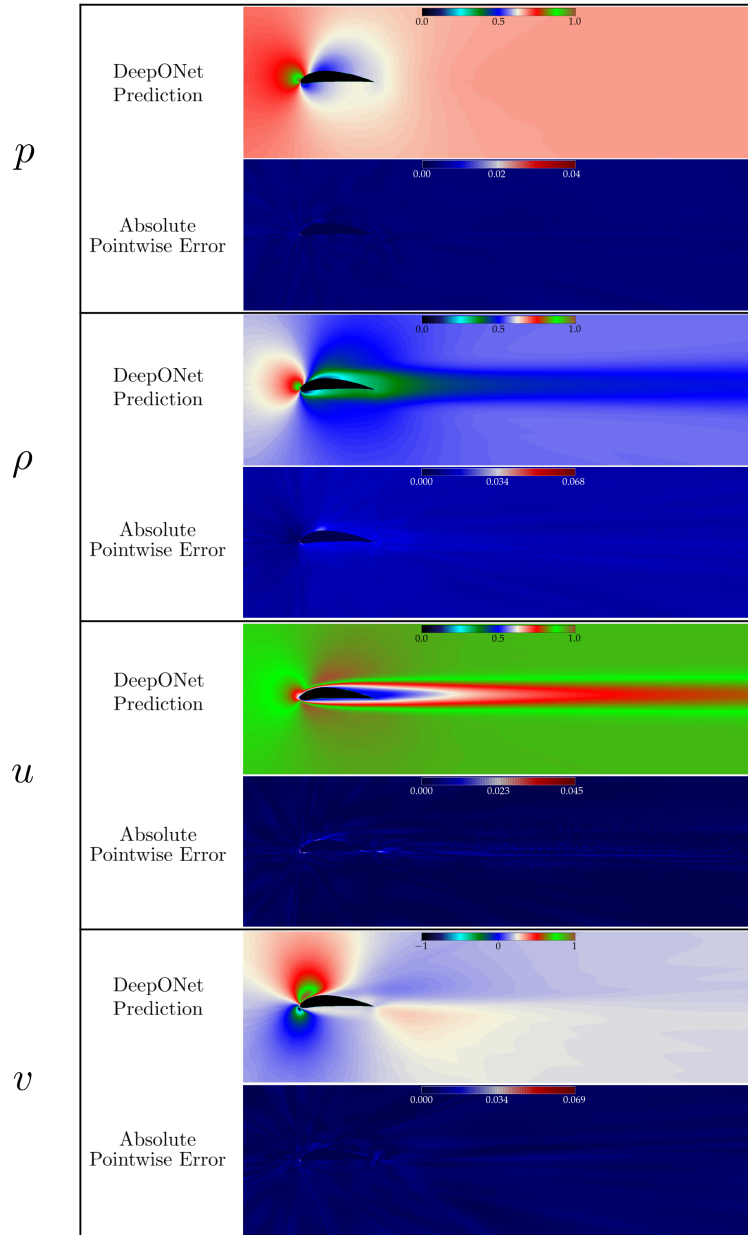 p
DeepONet
Prediction
0.0 0.5 1.0
Absolute
Pointwise Error
0.00 0.02 0.04
ρ
DeepONet
Prediction
0.0 0.5 1.0
Absolute
Pointwise Error
0.000 0.034 0.068
u
DeepONet
Prediction
0.0 0.5 1.0
Absolute
Pointwise Error
0.000 0.023 0.045
v
DeepONet
Prediction
−1 0 1
Absolute
Pointwise Error
0.000 0.034 0.069